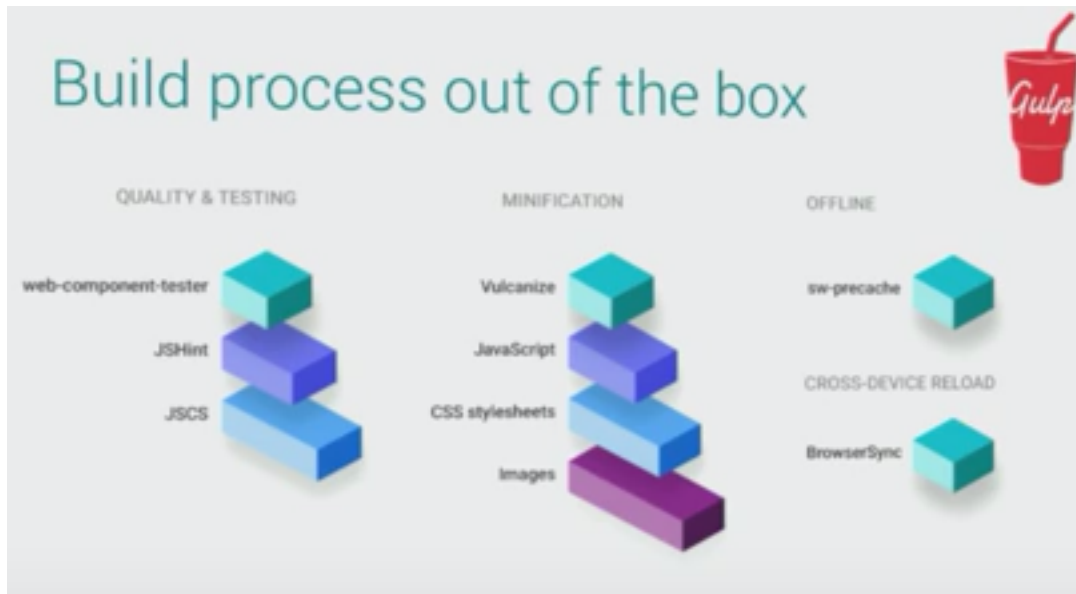 Build process out of the box
Gulp
QUALITY & TESTING
web-component-tester
JSHint
JSCS
MINIFICATION
Vulcanize
JavaScript
CSS stylesheets
Images
OFFLINE
sw-precache
CROSS-DEVICE RELOAD
BrowserSync